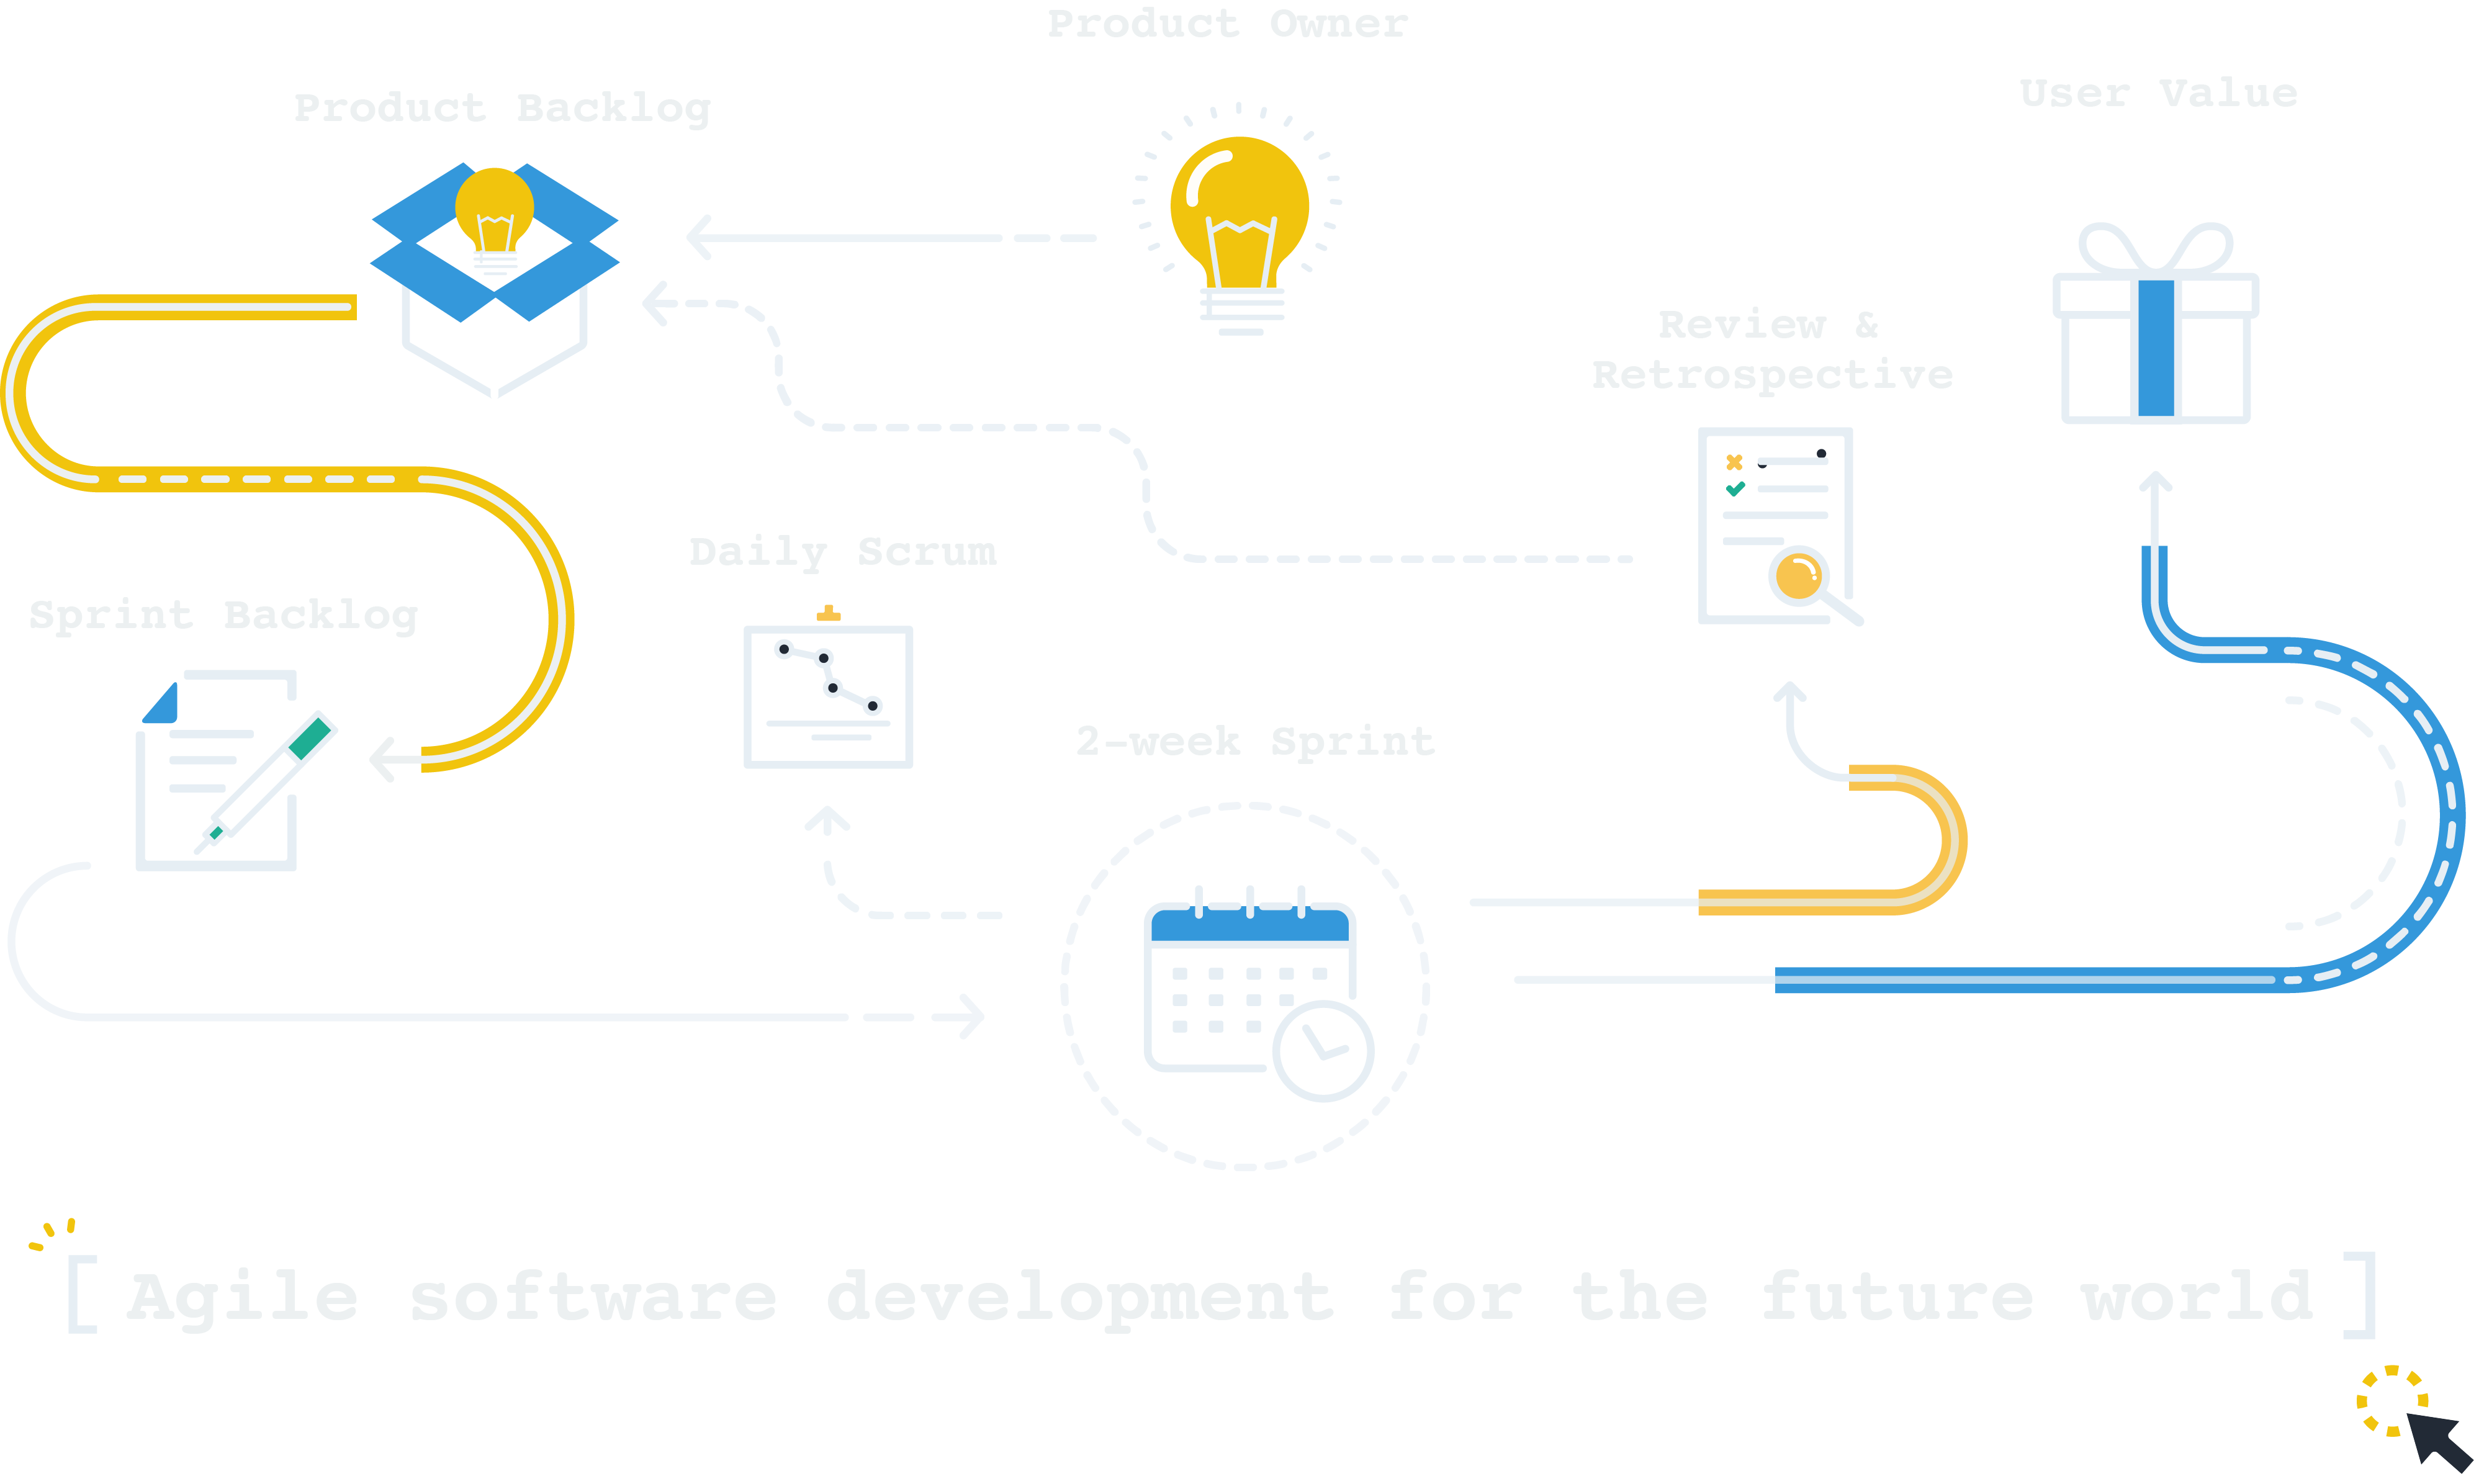 Product Owner
Product Backlog
User Value
Review &
Retrospective
Daily Scrum
Sprint Backlog
2-week Sprint
[ Agile software development for the future world ]